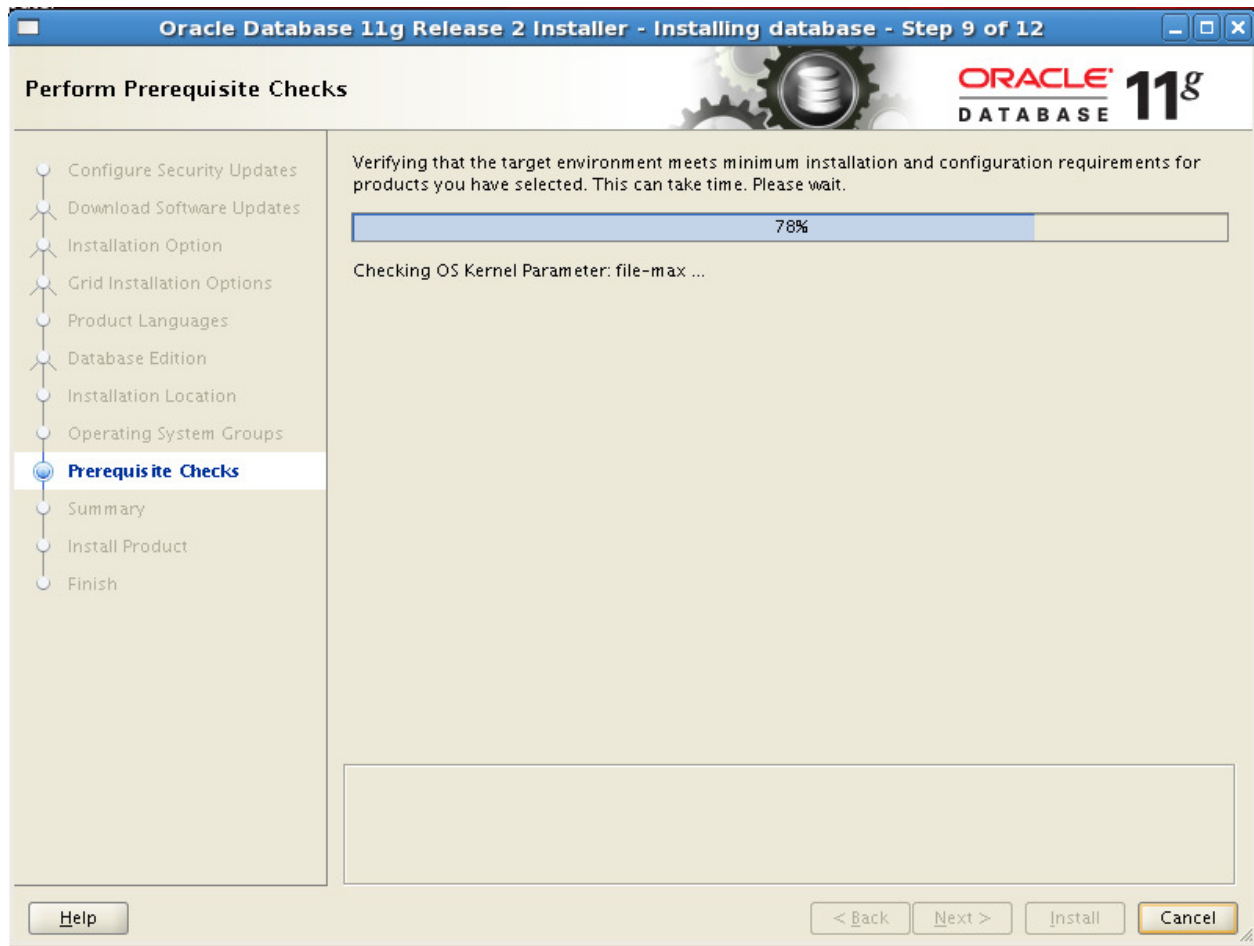 Oracle Database 11g Release 2 Installer - Installing database - Step 9 of 12
Perform Prerequisite Checks
ORACLE 11g
DATABASE
Configure Security Updates
Download Software Updates
Installation Option
Grid Installation Options
Product Languages
Database Edition
Installation Location
Operating System Groups
Prerequisite Checks
Summary
Install Product
Finish
Verifying that the target environment meets minimum installation and configuration requirements for
products you have selected. This can take time. Please wait.
78%
Checking OS Kernel Parameter: file-max ...
Help
< Back
Next >
Install
Cancel